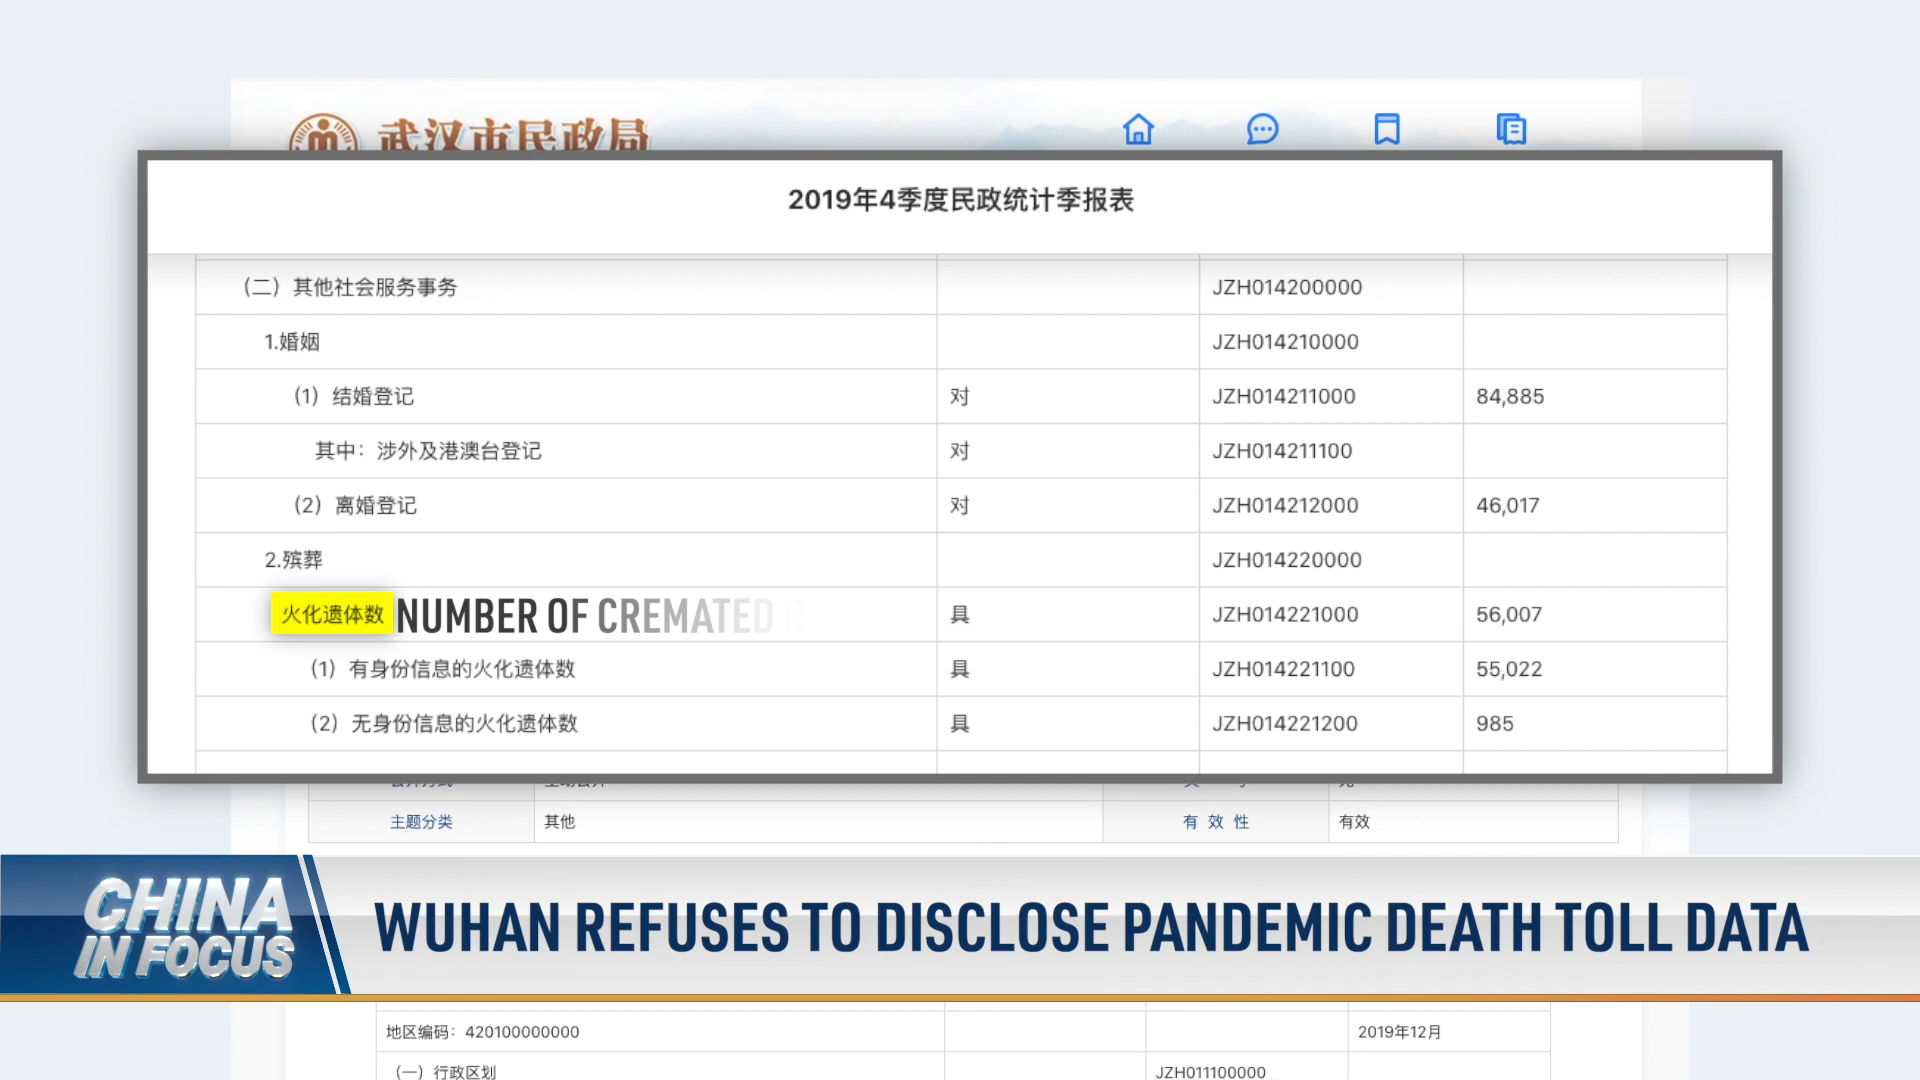 武汉市民政局
2019年4季度民政统计季报表
（二）其他社会服务事务 JZH014200000
1.婚姻 JZH014210000
（1）结婚登记 对 JZH014211000 84,885
其中：涉外及港澳台登记 对 JZH014211100
（2）离婚登记 对 JZH014212000 46,017
2.殡葬 JZH014220000
火化遗体数 NUMBER OF CREMATED 具 JZH014221000 56,007
（1）有身份信息的火化遗体数 具 JZH014221100 55,022
（2）无身份信息的火化遗体数 具 JZH014221200 985
主题分类 其他 有 效 性 有效
CHINA
IN FOCUS
WUHAN REFUSES TO DISCLOSE PANDEMIC DEATH TOLL DATA
地区编码：420100000000 2019年12月
（一）行政区划 JZH011100000